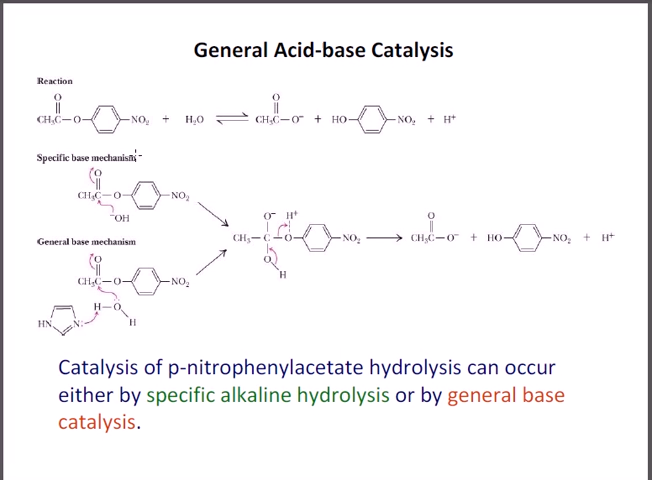 General Acid-base Catalysis
Reaction
O
CH₃C–O– –NO₂ + H₂O ⇌ CH₃C–O⁻ + HO– –NO₂ + H⁺
O
Specific base mechanism
O
CH₃C–O– –NO₂
⁻OH
General base mechanism
O
CH₃C–O– –NO₂
H–O
H
HN N:
O⁻ H⁺
CH₃–C–O– –NO₂ → CH₃C–O⁻ + HO– –NO₂ + H⁺
O
O
H
Catalysis of p-nitrophenylacetate hydrolysis can occur
either by specific alkaline hydrolysis or by general base
catalysis.